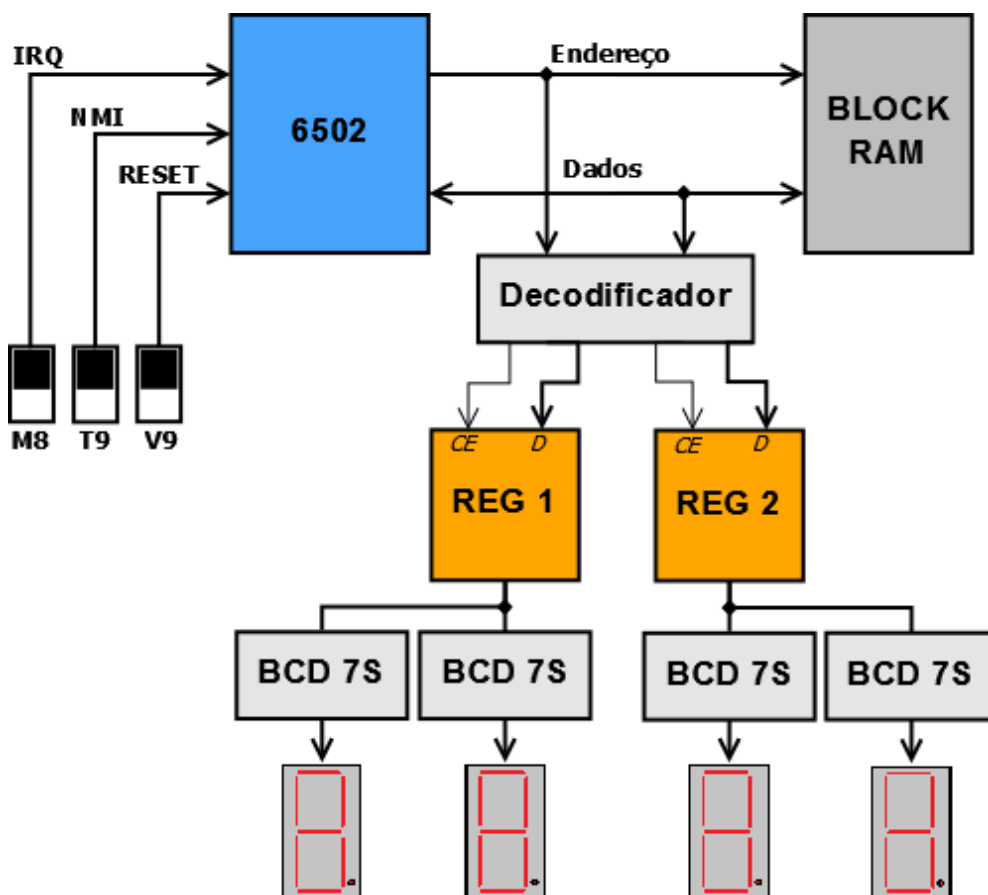 IRQ
NMI
RESET
6502
Endereço
Dados
BLOCK
RAM
Decodificador
M8 T9 V9
CE D
REG 1
CE D
REG 2
BCD 7S
BCD 7S
BCD 7S
BCD 7S